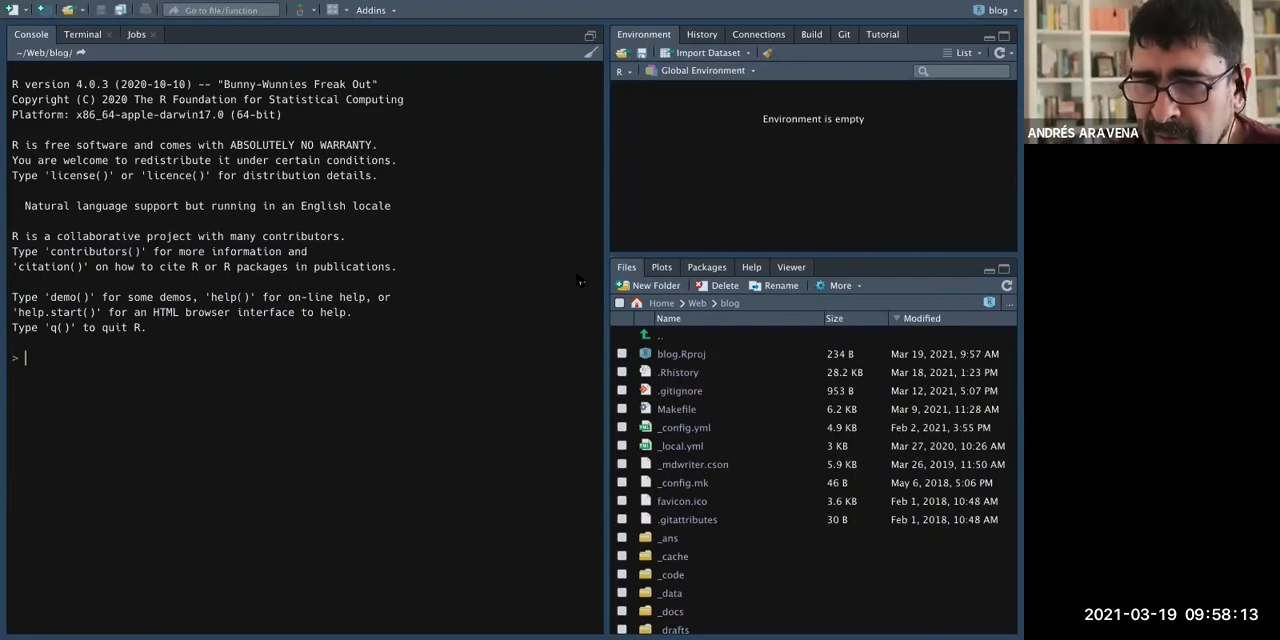 Go to file/function
Addins
blog
Console
Terminal
Jobs
~/Web/blog/
R version 4.0.3 (2020-10-10) -- "Bunny-Wunnies Freak Out"
Copyright (C) 2020 The R Foundation for Statistical Computing
Platform: x86_64-apple-darwin17.0 (64-bit)
R is free software and comes with ABSOLUTELY NO WARRANTY.
You are welcome to redistribute it under certain conditions.
Type 'license()' or 'licence()' for distribution details.
Natural language support but running in an English locale
R is a collaborative project with many contributors.
Type 'contributors()' for more information and
'citation()' on how to cite R or R packages in publications.
Type 'demo()' for some demos, 'help()' for on-line help, or
'help.start()' for an HTML browser interface to help.
Type 'q()' to quit R.
>
Environment History Connections Build Git Tutorial
Import Dataset
List
R
Global Environment
Environment is empty
Files Plots Packages Help Viewer
New Folder Delete Rename More
Home Web blog
...
Name Size Modified
..
blog.Rproj 234 B Mar 19, 2021, 9:57 AM
.Rhistory 28.2 KB Mar 18, 2021, 1:23 PM
.gitignore 953 B Mar 12, 2021, 5:07 PM
Makefile 6.2 KB Mar 9, 2021, 11:28 AM
_config.yml 4.9 KB Feb 2, 2021, 3:55 PM
_local.yml 3 KB Mar 27, 2020, 10:26 AM
_mdwriter.cson 5.9 KB Mar 26, 2019, 11:50 AM
_config.mk 46 B May 6, 2018, 5:06 PM
favicon.ico 3.6 KB Feb 1, 2018, 10:48 AM
.gitattributes 30 B Feb 1, 2018, 10:48 AM
_ans
_cache
_code
_data
_docs
_drafts
ANDRÉS ARAVENA
2021-03-19 09:58:13